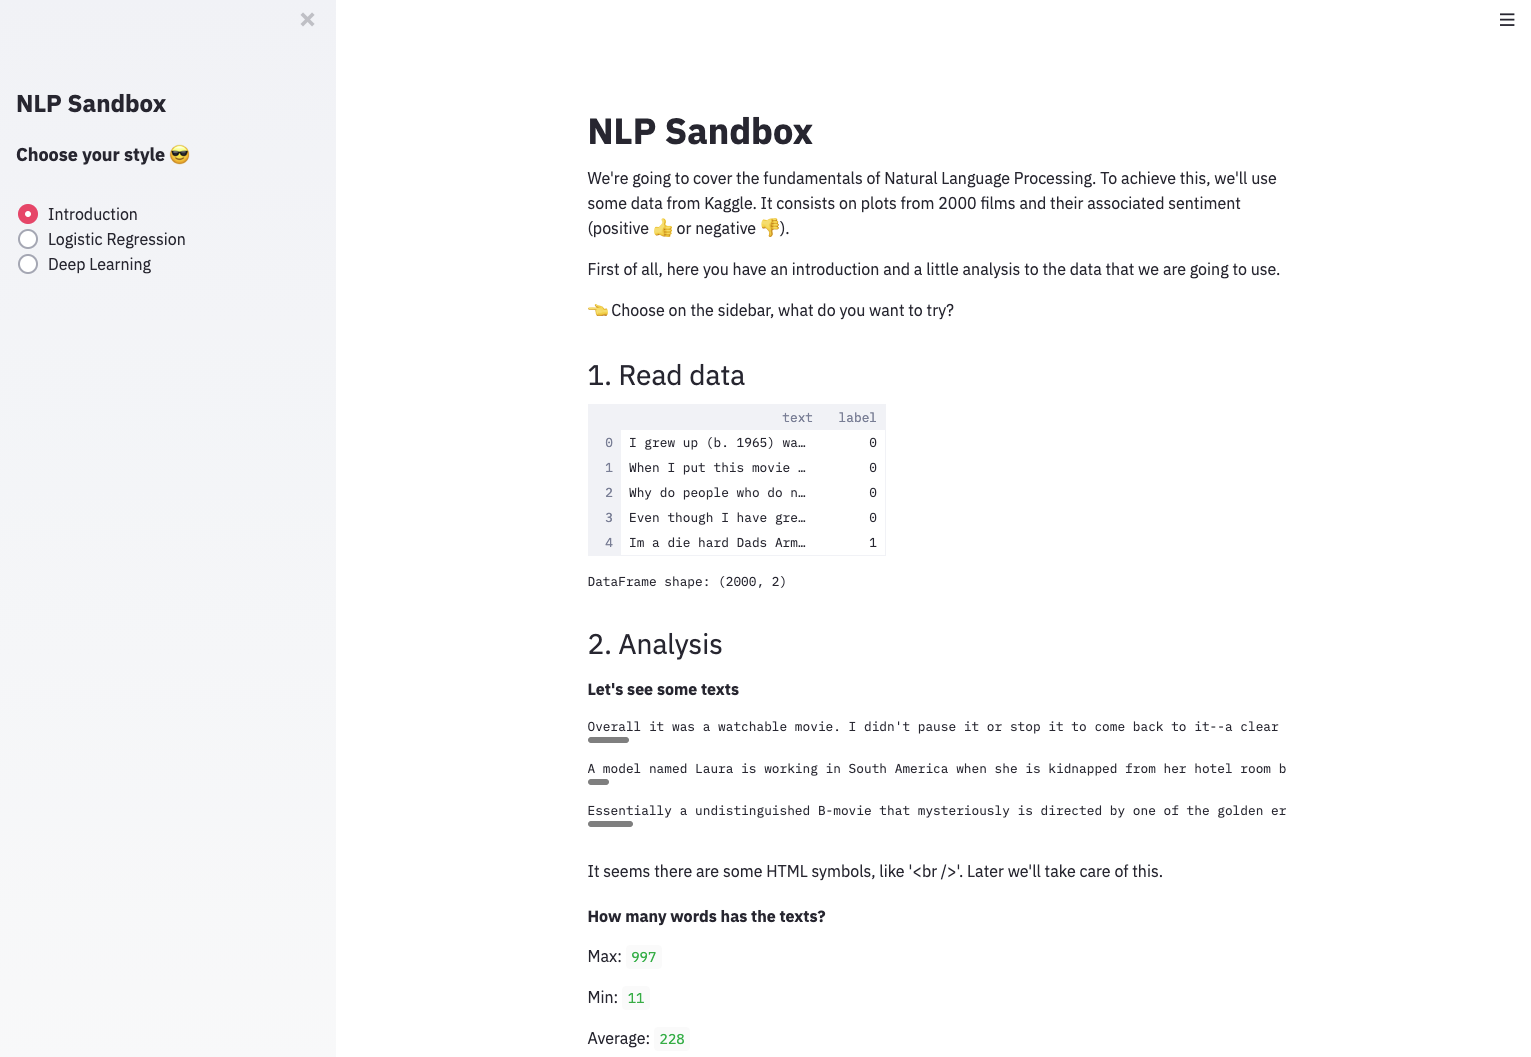 NLP Sandbox
Choose your style 😎
Introduction
Logistic Regression
Deep Learning
NLP Sandbox
We're going to cover the fundamentals of Natural Language Processing. To achieve this, we'll use
some data from Kaggle. It consists on plots from 2000 films and their associated sentiment
(positive 👍 or negative 👎).
First of all, here you have an introduction and a little analysis to the data that we are going to use.
👈 Choose on the sidebar, what do you want to try?
1. Read data
text label
0 I grew up (b. 1965) wa… 0
1 When I put this movie … 0
2 Why do people who do n… 0
3 Even though I have gre… 0
4 Im a die hard Dads Arm… 1
DataFrame shape: (2000, 2)
2. Analysis
Let's see some texts
Overall it was a watchable movie. I didn't pause it or stop it to come back to it--a clear
A model named Laura is working in South America when she is kidnapped from her hotel room b
Essentially a undistinguished B-movie that mysteriously is directed by one of the golden er
It seems there are some HTML symbols, like '<br />'. Later we'll take care of this.
How many words has the texts?
Max: 997
Min: 11
Average: 228